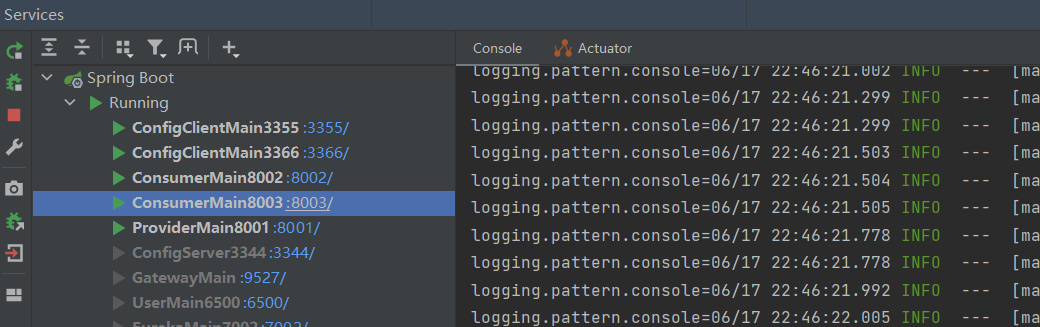 Services
Console
Actuator
Spring Boot
Running
ConfigClientMain3355 :3355/
ConfigClientMain3366 :3366/
ConsumerMain8002 :8002/
ConsumerMain8003 :8003/
ProviderMain8001 :8001/
ConfigServer3344 :3344/
GatewayMain :9527/
UserMain6500 :6500/
EurekaMain7002 :7002/
logging.pattern.console=06/17 22:46:21.002 INFO --- [ma
logging.pattern.console=06/17 22:46:21.299 INFO --- [ma
logging.pattern.console=06/17 22:46:21.299 INFO --- [ma
logging.pattern.console=06/17 22:46:21.503 INFO --- [ma
logging.pattern.console=06/17 22:46:21.504 INFO --- [ma
logging.pattern.console=06/17 22:46:21.505 INFO --- [ma
logging.pattern.console=06/17 22:46:21.778 INFO --- [ma
logging.pattern.console=06/17 22:46:21.778 INFO --- [ma
logging.pattern.console=06/17 22:46:21.992 INFO --- [ma
logging.pattern.console=06/17 22:46:22.005 INFO --- [ma